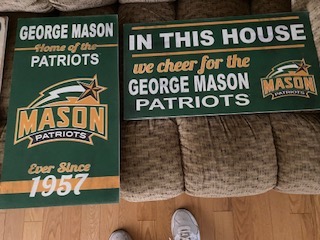 GEORGE MASON
Home of the
PATRIOTS
MASON
PATRIOTS
Ever Since
1957
IN THIS HOUSE
we cheer for the
GEORGE MASON
PATRIOTS
MASON
PATRIOTS